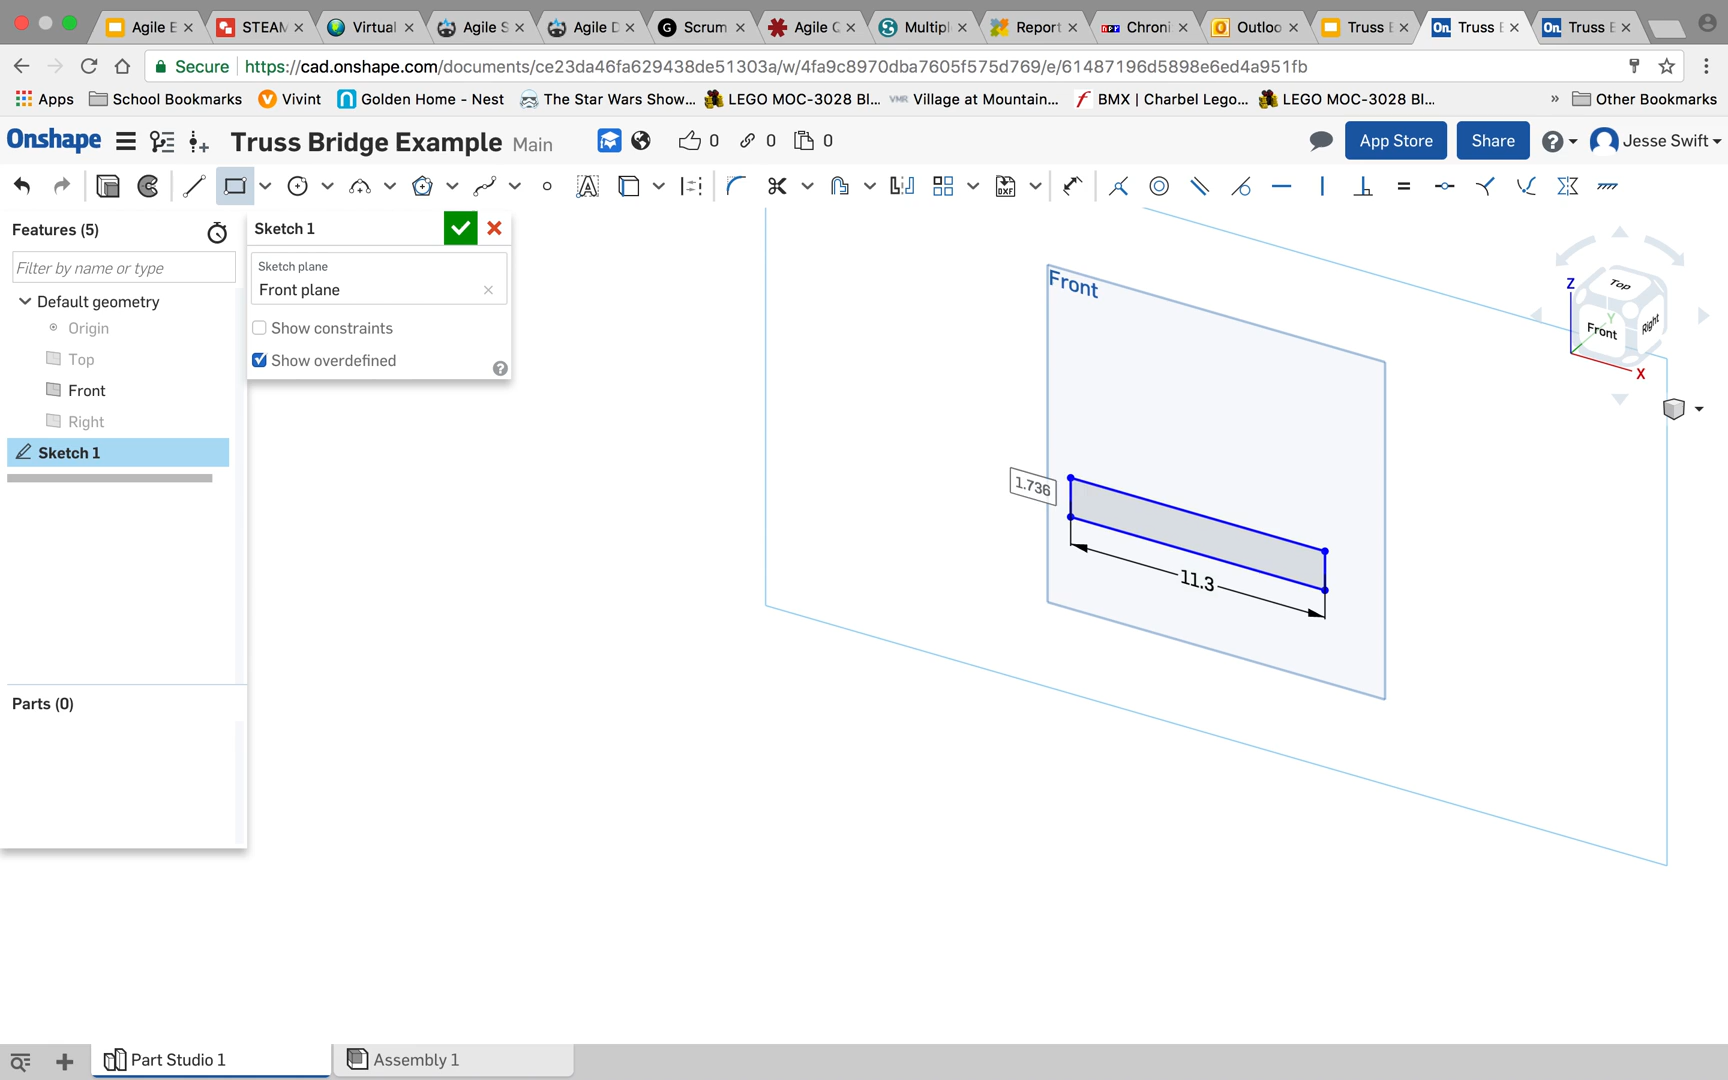 Agile E
STEAM
Virtual
Agile S
Agile D
Scrum
Agile C
Multipl
Report
Chroni
Outloo
Truss E
Truss E
Truss E
Secure
https://cad.onshape.com/documents/ce23da46fa629438de51303a/w/4fa9c8970dba7605f575d769/e/61487196d5898e6ed4a951fb
Apps
School Bookmarks
Vivint
Golden Home - Nest
The Star Wars Show...
LEGO MOC-3028 Bl...
VMR Village at Mountain...
BMX | Charbel Lego...
LEGO MOC-3028 Bl...
»
Other Bookmarks
Onshape
Truss Bridge Example Main
0
0
0
App Store
Share
Jesse Swift
DXF
Features (5)
Filter by name or type
Default geometry
Origin
Top
Front
Right
Sketch 1
Parts (0)
Sketch 1
Sketch plane
Front plane
Show constraints
Show overdefined
Front
1.736
11.3
Top
Front
Right
Z
Y
X
Part Studio 1
Assembly 1